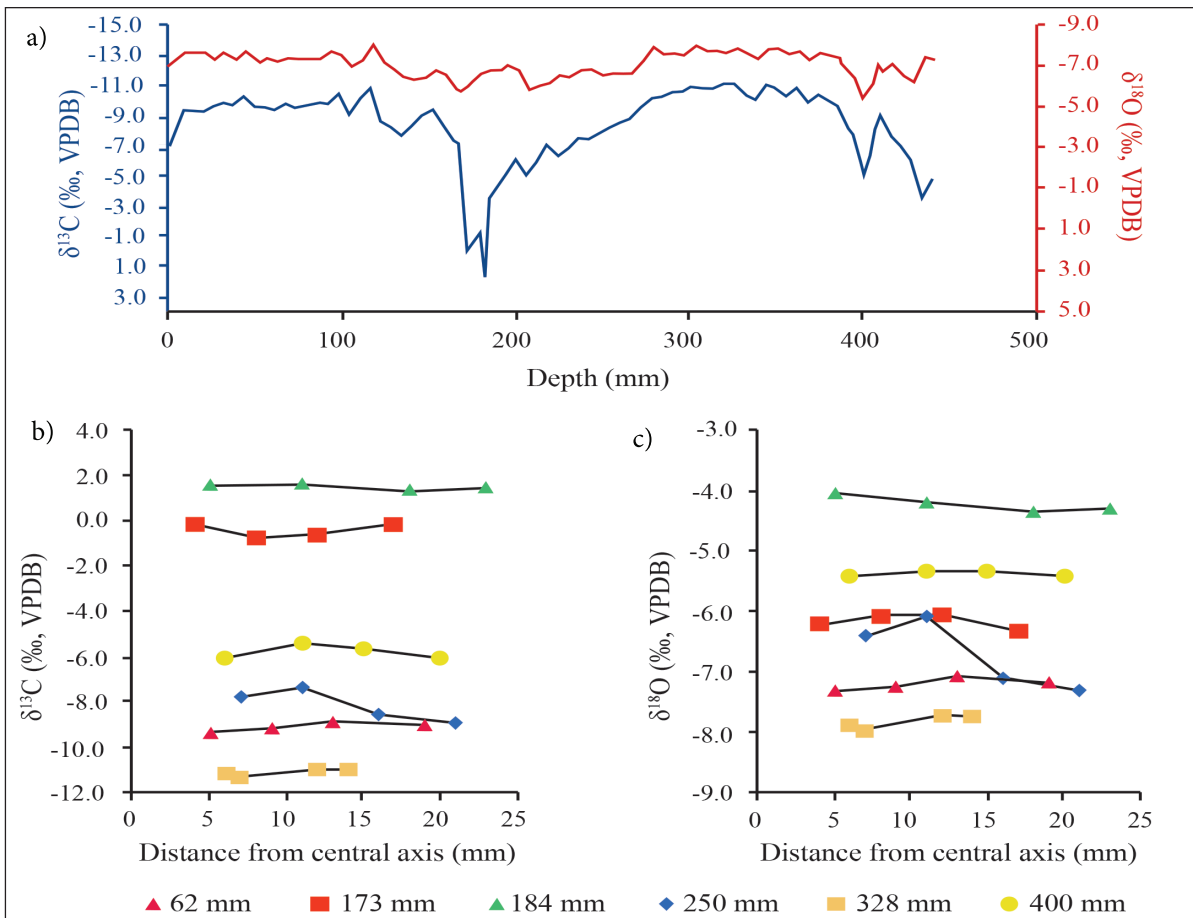 a)
-15.0
-13.0
-11.0
-9.0
-7.0
-5.0
-3.0
-1.0
1.0
3.0
δ¹³C (‰, VPDB)
-9.0
-7.0
-5.0
-3.0
-1.0
1.0
3.0
5.0
δ¹⁸O (‰, VPDB)
0 100 200 300 400 500
Depth (mm)
b)
4.0
2.0
0.0
-2.0
-4.0
-6.0
-8.0
-10.0
-12.0
δ¹³C (‰, VPDB)
0 5 10 15 20 25
Distance from central axis (mm)
c)
-3.0
-4.0
-5.0
-6.0
-7.0
-8.0
-9.0
δ¹⁸O (‰, VPDB)
0 5 10 15 20 25
Distance from central axis (mm)
62 mm 173 mm 184 mm 250 mm 328 mm 400 mm